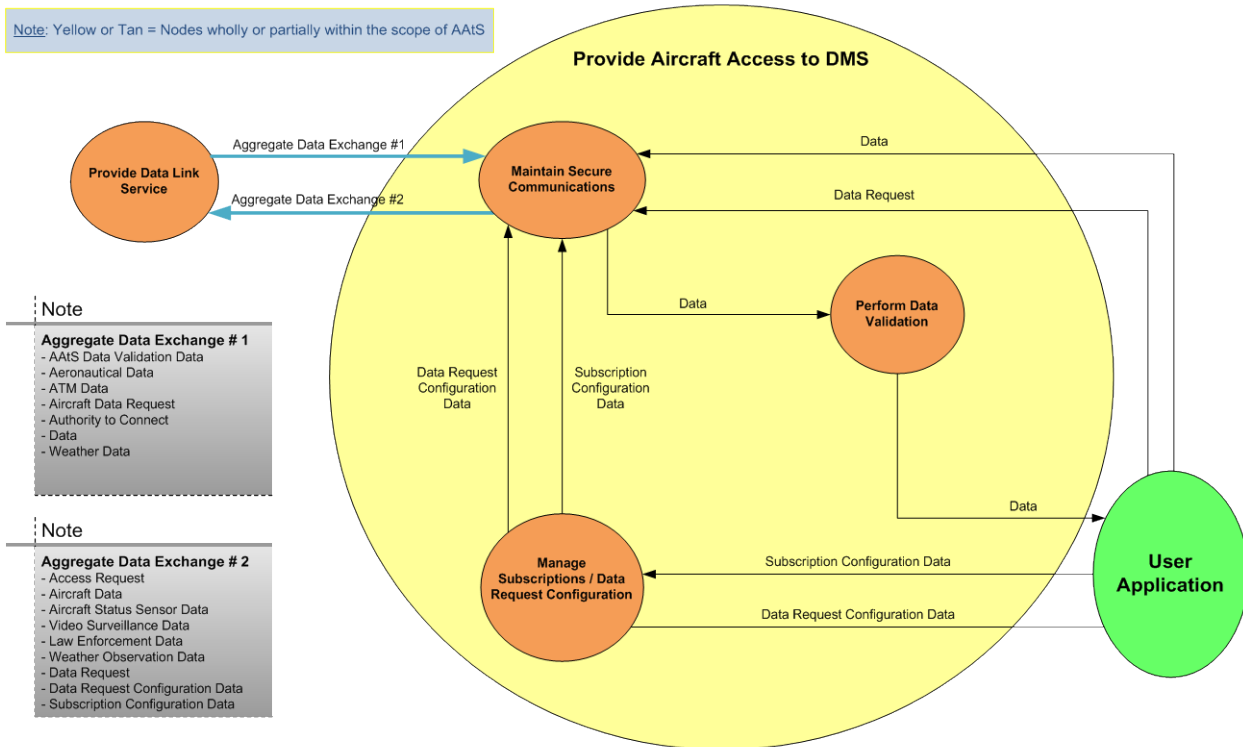 Note: Yellow or Tan = Nodes wholly or partially within the scope of AAtS
Provide Aircraft Access to DMS
Provide Data Link
Service
Aggregate Data Exchange #1
Aggregate Data Exchange #2
Maintain Secure
Communications
Data
Data Request
Data
Perform Data
Validation
Data Request
Configuration
Data
Subscription
Configuration
Data
Data
Manage
Subscriptions / Data
Request Configuration
Subscription Configuration Data
Data Request Configuration Data
User
Application
Note
Aggregate Data Exchange # 1
- AAtS Data Validation Data
- Aeronautical Data
- ATM Data
- Aircraft Data Request
- Authority to Connect
- Data
- Weather Data
Note
Aggregate Data Exchange # 2
- Access Request
- Aircraft Data
- Aircraft Status Sensor Data
- Video Surveillance Data
- Law Enforcement Data
- Weather Observation Data
- Data Request
- Data Request Configuration Data
- Subscription Configuration Data